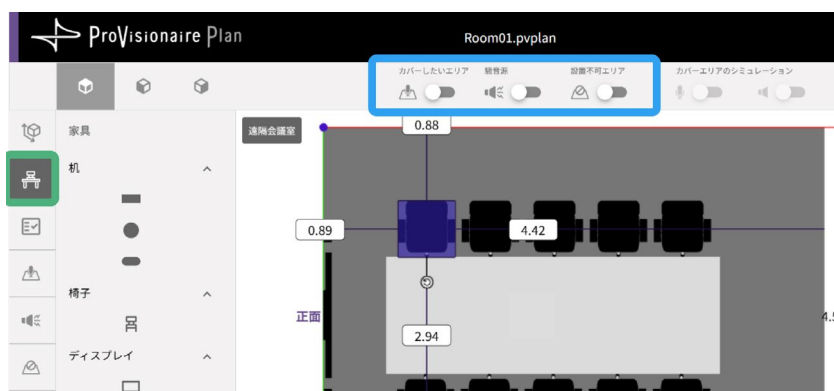 ProVisionaire Plan
Room01.pvplan
カバーしたいエリア 騒音源 設置不可エリア カバーエリアのシミュレーション
家具
遠隔会議室
0.88
机
0.89
4.42
椅子
正面
2.94
ディスプレイ